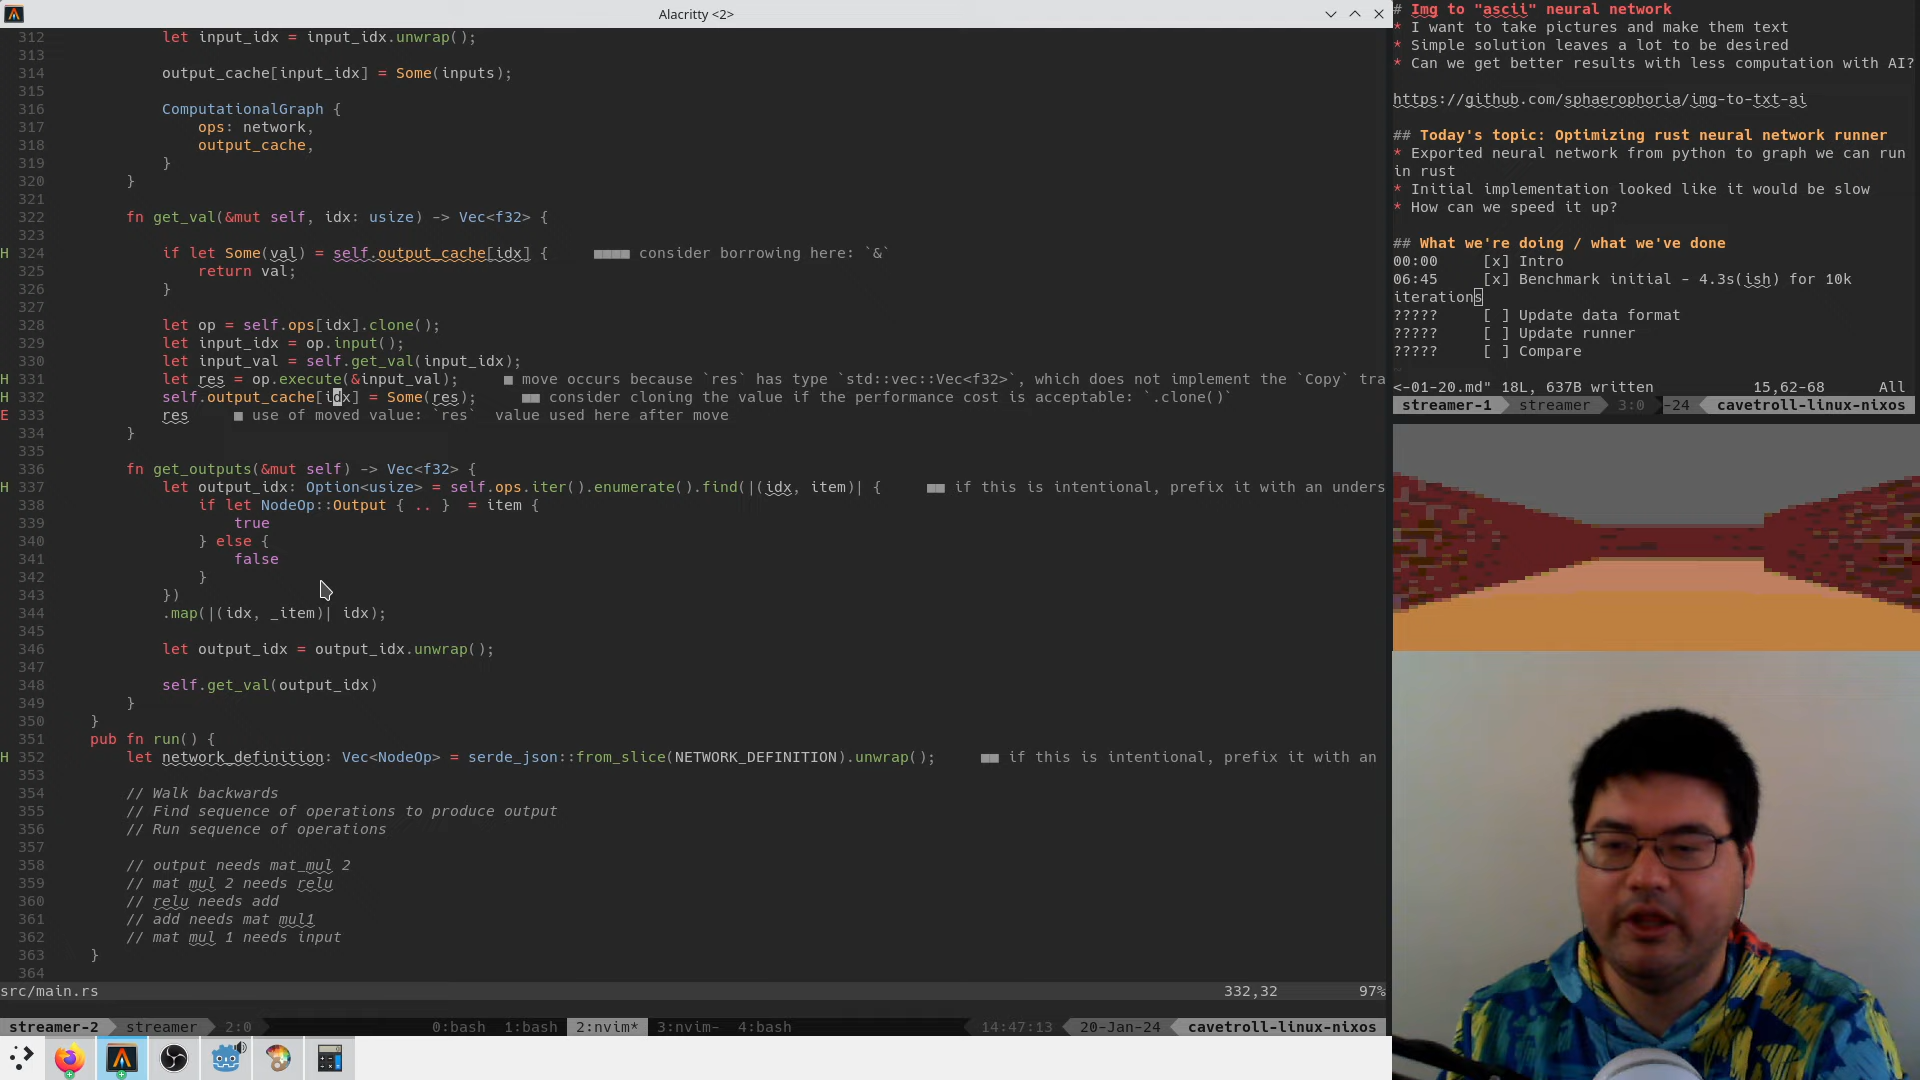 Alacritty <2>
312 let input_idx = input_idx.unwrap();
313
314 output_cache[input_idx] = Some(inputs);
315
316 ComputationalGraph {
317 ops: network,
318 output_cache,
319 }
320 }
321
322 fn get_val(&mut self, idx: usize) -> Vec<f32> {
323
H 324 if let Some(val) = self.output_cache[idx] { ■■■■ consider borrowing here: `&`
325 return val;
326 }
327
328 let op = self.ops[idx].clone();
329 let input_idx = op.input();
330 let input_val = self.get_val(input_idx);
H 331 let res = op.execute(&input_val); ■ move occurs because `res` has type `std::vec::Vec<f32>`, which does not implement the `Copy` tra
H 332 self.output_cache[idx] = Some(res); ■■ consider cloning the value if the performance cost is acceptable: `.clone()`
E 333 res ■ use of moved value: `res` value used here after move
334 }
335
336 fn get_outputs(&mut self) -> Vec<f32> {
H 337 let output_idx: Option<usize> = self.ops.iter().enumerate().find(|(idx, item)| { ■■ if this is intentional, prefix it with an unders
338 if let NodeOp::Output { .. } = item {
339 true
340 } else {
341 false
342 }
343 })
344 .map(|(idx, _item)| idx);
345
346 let output_idx = output_idx.unwrap();
347
348 self.get_val(output_idx)
349 }
350 }
351 pub fn run() {
H 352 let network_definition: Vec<NodeOp> = serde_json::from_slice(NETWORK_DEFINITION).unwrap(); ■■ if this is intentional, prefix it with an
353
354 // Walk backwards
355 // Find sequence of operations to produce output
356 // Run sequence of operations
357
358 // output needs mat_mul 2
359 // mat mul 2 needs relu
360 // relu needs add
361 // add needs mat mul1
362 // mat mul 1 needs input
363 }
364
src/main.rs 332,32 97%
streamer-2 streamer 2:0 0:bash 1:bash 2:nvim* 3:nvim- 4:bash 14:47:13 20-Jan-24 cavetroll-linux-nixos
# Img to "ascii" neural network
* I want to take pictures and make them text
* Simple solution leaves a lot to be desired
* Can we get better results with less computation with AI?
https://github.com/sphaerophoria/img-to-txt-ai
## Today's topic: Optimizing rust neural network runner
* Exported neural network from python to graph we can run
in rust
* Initial implementation looked like it would be slow
* How can we speed it up?
## What we're doing / what we've done
00:00 [x] Intro
06:45 [x] Benchmark initial - 4.3s(ish) for 10k
iterations
????? [ ] Update data format
????? [ ] Update runner
????? [ ] Compare
~
<-01-20.md" 18L, 637B written 15,62-68 All
streamer-1 streamer 3:0 -24 cavetroll-linux-nixos